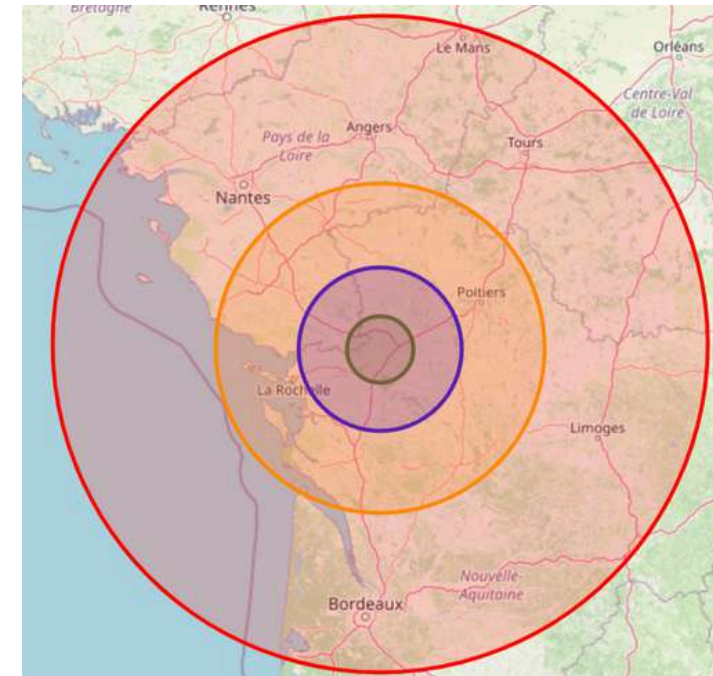 Bretagne
Rennes
Le Mans
Orléans
Centre-Val
de Loire
Angers
Pays de la
Loire
Tours
Nantes
Poitiers
La Rochelle
Limoges
Nouvelle-
Aquitaine
Bordeaux